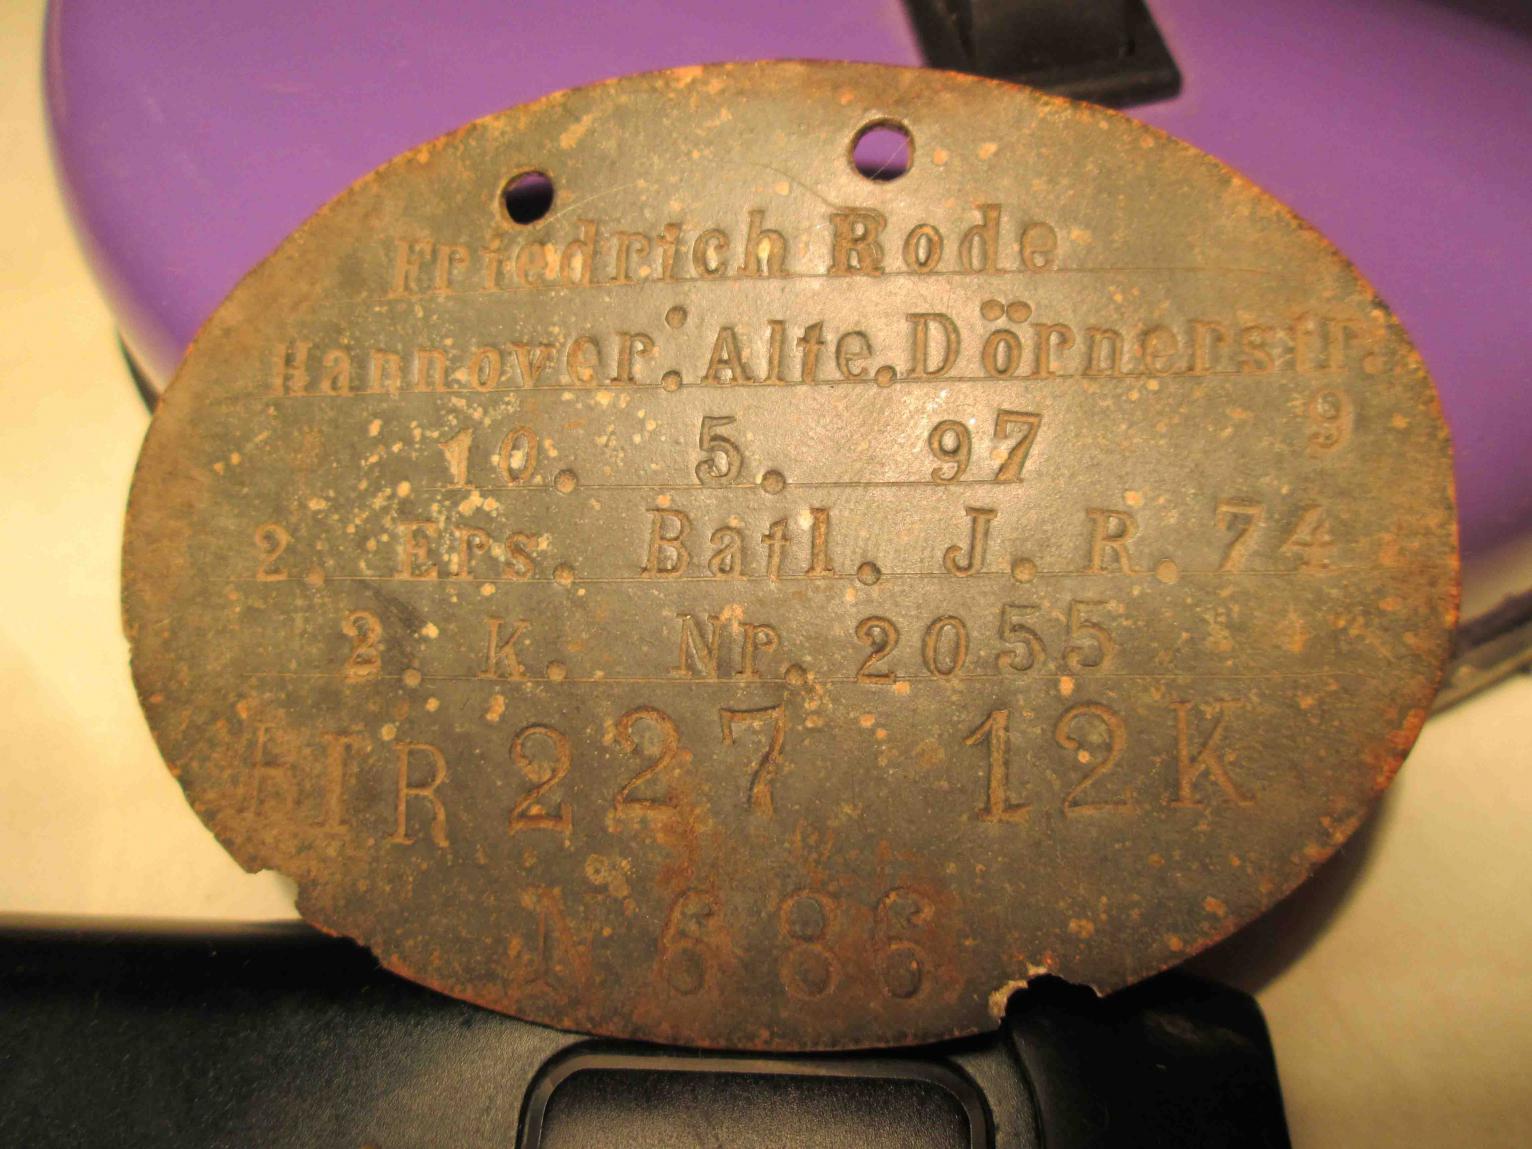 Friedrich Rode
Hannover. Alte. Dörnerstr.
9
10. 5. 97
2. Ers. Batl. J. R. 74
2. K. Nr. 2055
RIR 227 12K
N 686